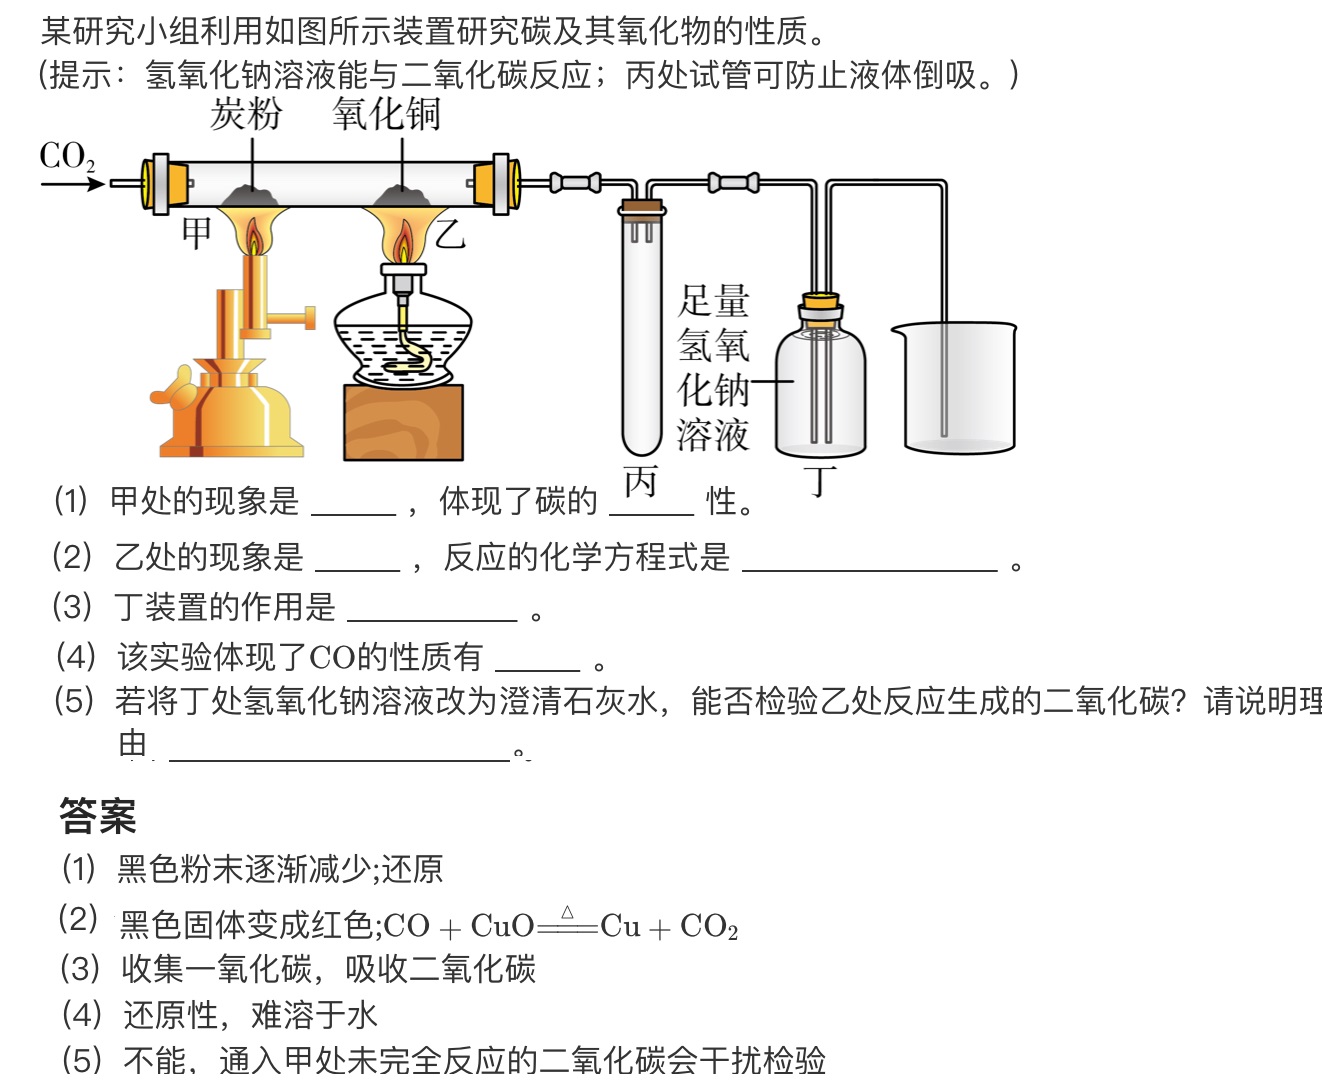 某研究小组利用如图所示装置研究碳及其氧化物的性质。
(提示：氢氧化钠溶液能与二氧化碳反应；丙处试管可防止液体倒吸。)
炭粉 氧化铜
CO₂
甲 乙
足量
氢氧
化钠
溶液
丙 丁
(1) 甲处的现象是 _____ ，体现了碳的 _____ 性。
(2) 乙处的现象是 _____ ，反应的化学方程式是 _______________ 。
(3) 丁装置的作用是 __________ 。
(4) 该实验体现了CO的性质有 _____ 。
(5) 若将丁处氢氧化钠溶液改为澄清石灰水，能否检验乙处反应生成的二氧化碳？请说明理
由 ____________________ 。
答案
(1) 黑色粉末逐渐减少;还原
(2) 黑色固体变成红色;CO + CuO ≜ Cu + CO₂
(3) 收集一氧化碳，吸收二氧化碳
(4) 还原性，难溶于水
(5) 不能，通入甲处未完全反应的二氧化碳会干扰检验